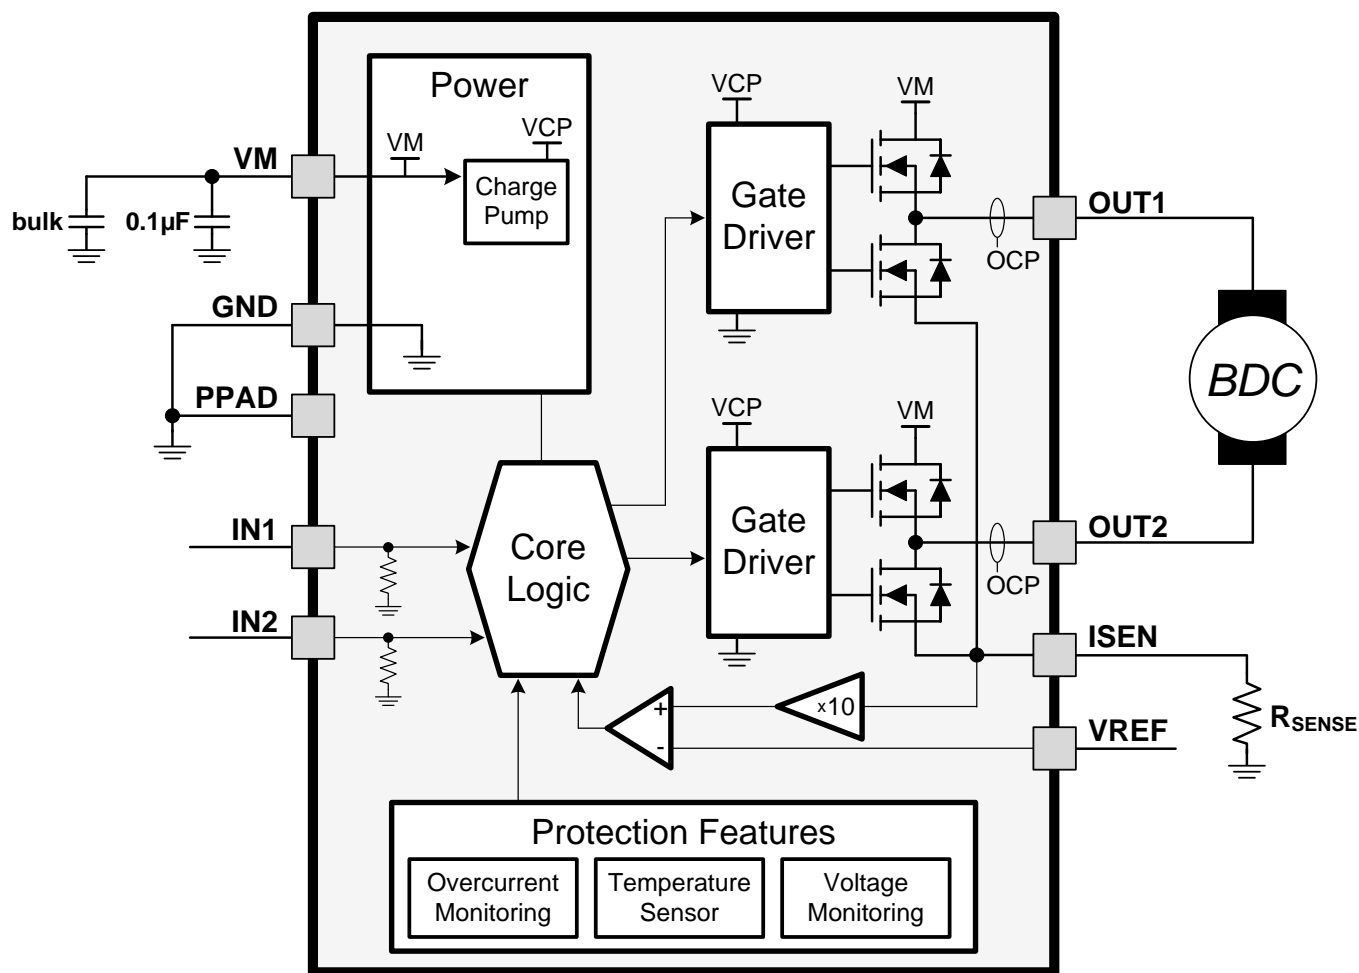 Power
VCP
VM
Charge
Pump
VM
bulk
0.1µF
GND
PPAD
IN1
IN2
Core
Logic
VCP
Gate
Driver
VM
OCP
OUT1
BDC
VCP
Gate
Driver
VM
OCP
OUT2
ISEN
RSENSE
VREF
x10
+
-
Protection Features
Overcurrent
Monitoring
Temperature
Sensor
Voltage
Monitoring